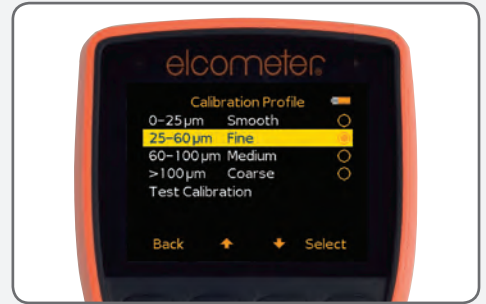 elcometer
Calibration Profile
0-25μm Smooth
25-60μm Fine
60-100μm Medium
>100μm Coarse
Test Calibration
Back Select